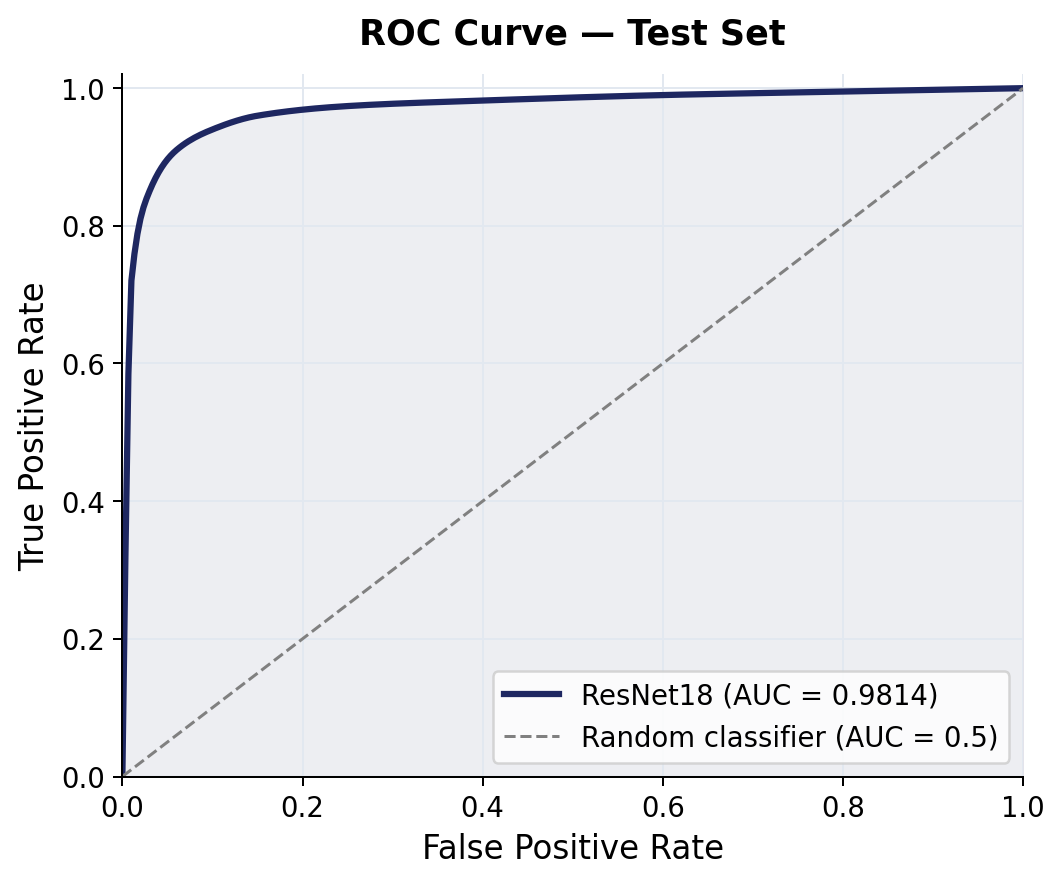 ROC Curve — Test Set
True Positive Rate
1.0
0.8
0.6
0.4
0.2
0.0
0.0 0.2 0.4 0.6 0.8 1.0
False Positive Rate
ResNet18 (AUC = 0.9814)
Random classifier (AUC = 0.5)